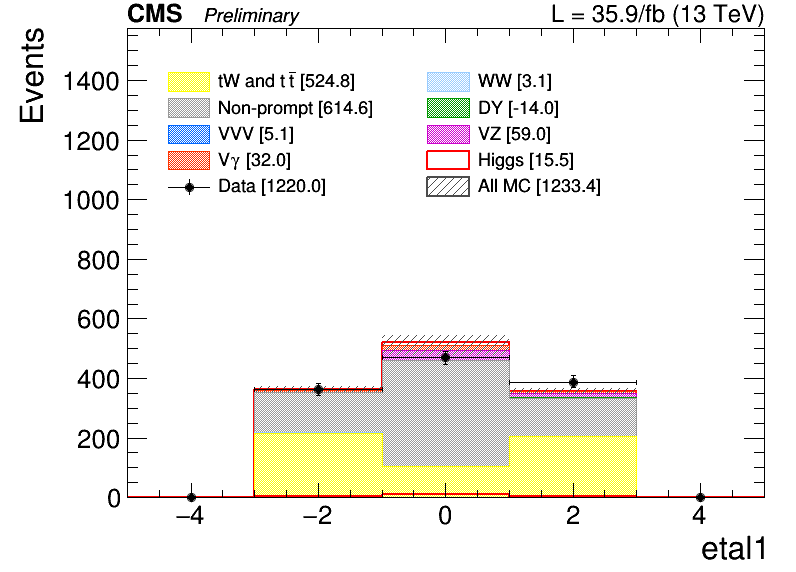 CMS Preliminary L = 35.9/fb (13 TeV)
Events
tW and tt̅ [524.8] WW [3.1]
Non-prompt [614.6] DY [-14.0]
VVV [5.1] VZ [59.0]
Vγ [32.0] Higgs [15.5]
Data [1220.0] All MC [1233.4]
1400
1200
1000
800
600
400
200
0
−4 −2 0 2 4
etal1